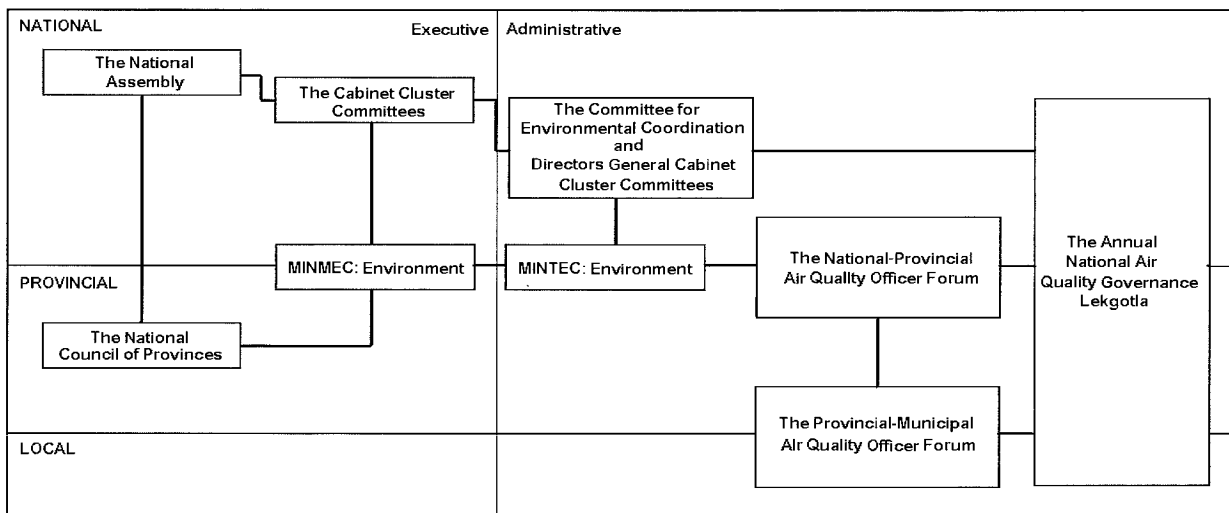 NATIONAL
Executive
Administrative
The National
Assembly
The Cabinet Cluster
Committees
The Committee for
Environmental Coordination
and
Directors General Cabinet
Cluster Committees
MINMEC: Environment
MINTEC: Environment
The National-Provincial
Air Quality Officer Forum
The Annual
National Air
Quality Governance
Lekgotla
PROVINCIAL
The National
Council of Provinces
The Provincial-Municipal
Air Quality Officer Forum
LOCAL